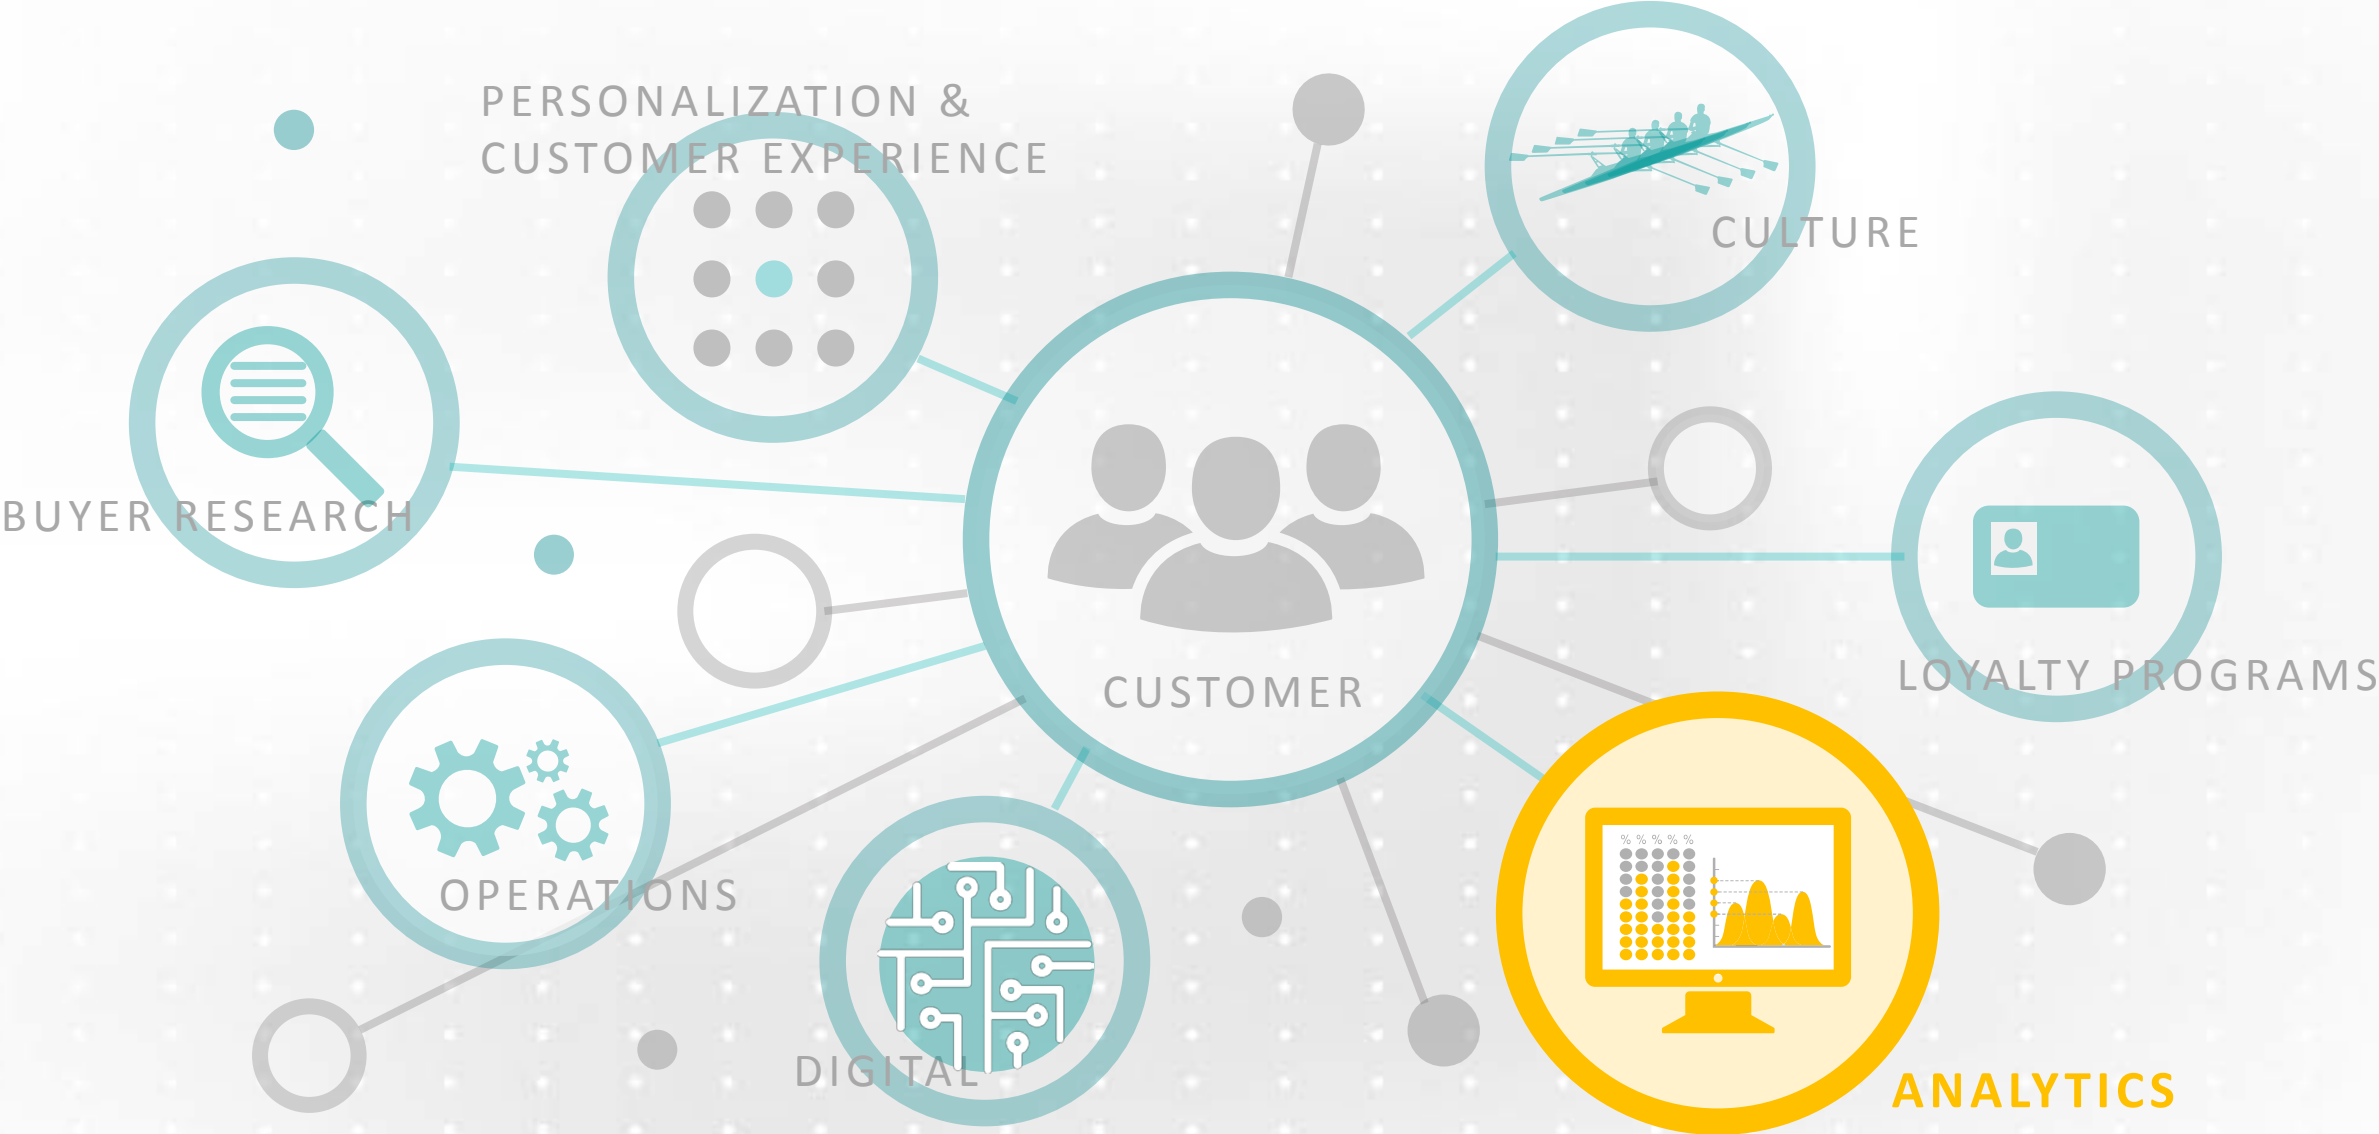 PERSONALIZATION &
CUSTOMER EXPERIENCE
CULTURE
BUYER RESEARCH
CUSTOMER
LOYALTY PROGRAMS
% % % % %
OPERATIONS
DIGITAL
ANALYTICS